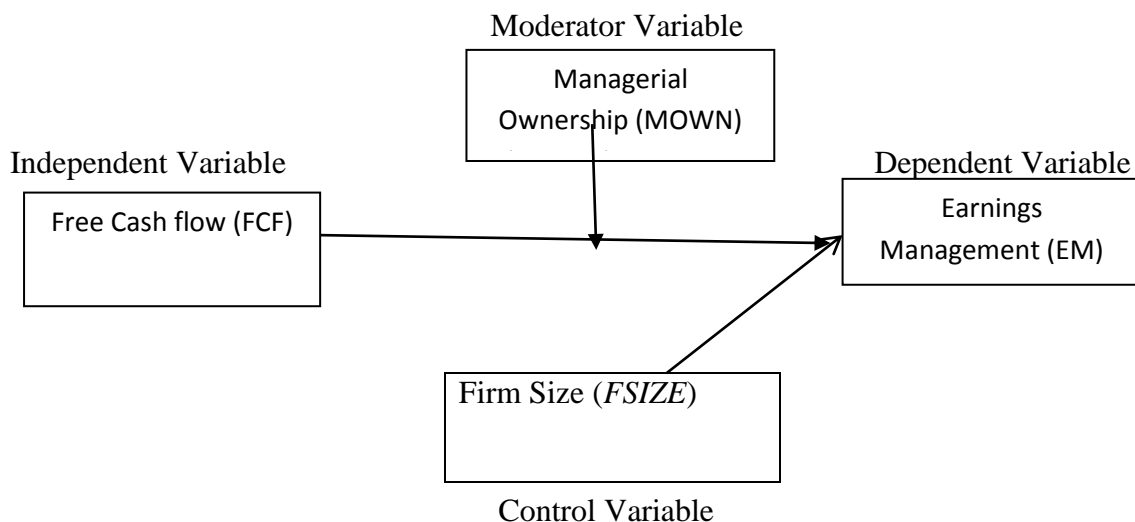 Moderator Variable
Managerial
Ownership (MOWN)
Independent Variable
Free Cash flow (FCF)
Dependent Variable
Earnings
Management (EM)
Firm Size (FSIZE)
Control Variable